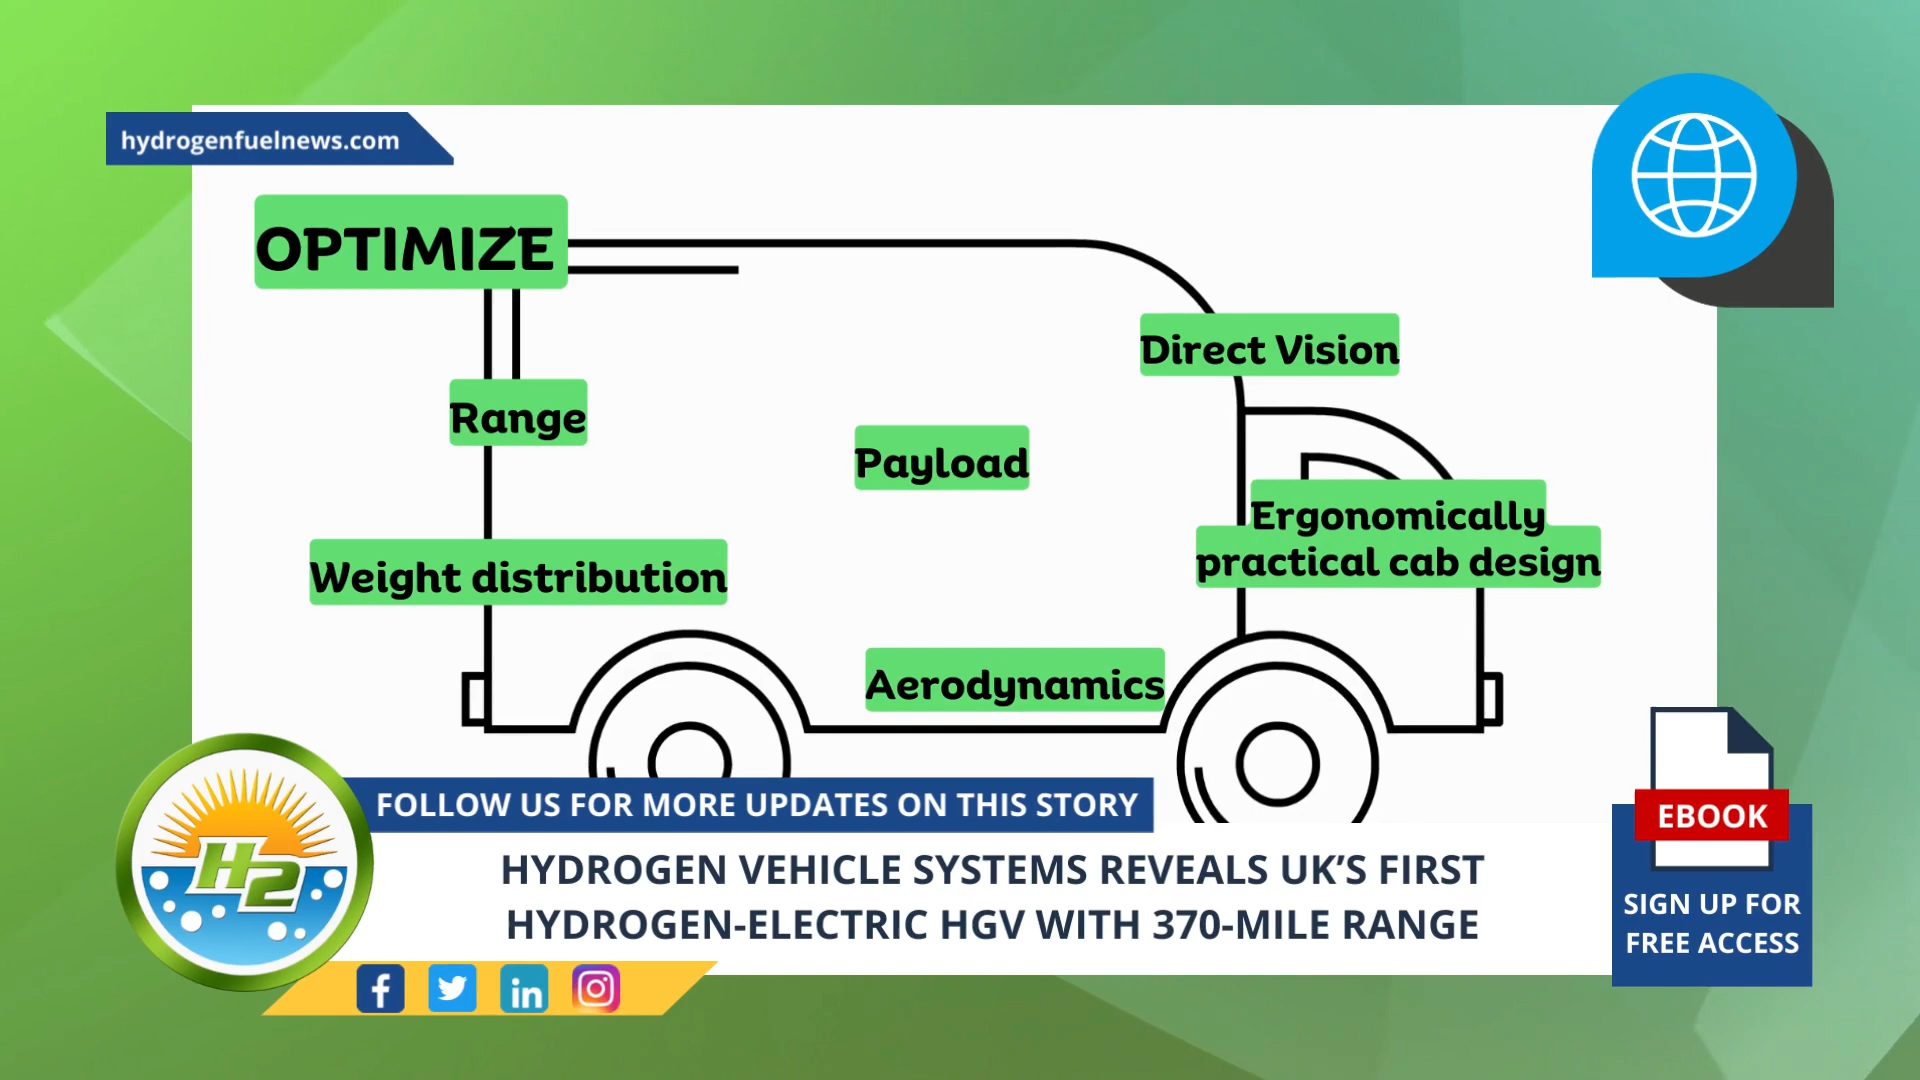 hydrogenfuelnews.com
OPTIMIZE
Direct Vision
Range
Payload
Ergonomically
practical cab design
Weight distribution
Aerodynamics
FOLLOW US FOR MORE UPDATES ON THIS STORY
HYDROGEN VEHICLE SYSTEMS REVEALS UK’S FIRST
HYDROGEN-ELECTRIC HGV WITH 370-MILE RANGE
H2
EBOOK
SIGN UP FOR
FREE ACCESS
f
in